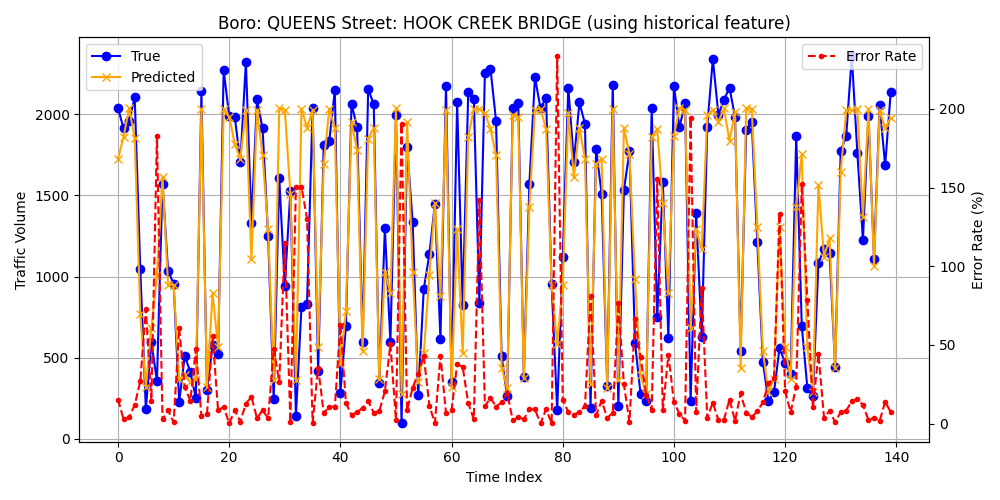 Boro: QUEENS Street: HOOK CREEK BRIDGE (using historical feature)
True
Predicted
Error Rate
Traffic Volume
0
500
1000
1500
2000
0
50
100
150
200
Error Rate (%)
0
20
40
60
80
100
120
140
Time Index